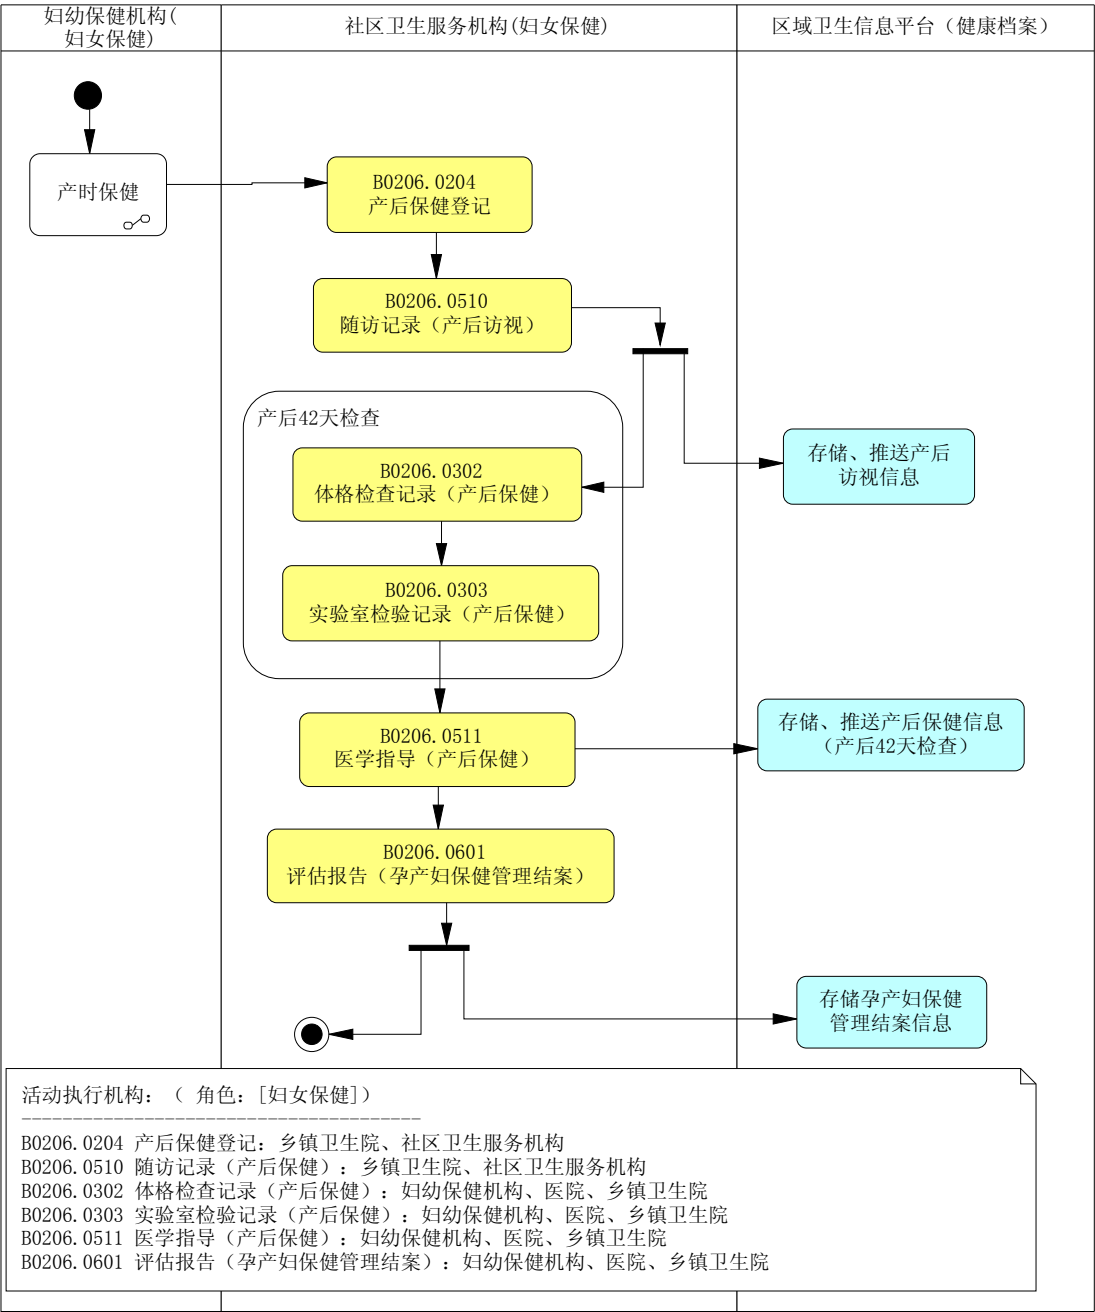 妇幼保健机构(
妇女保健)
社区卫生服务机构(妇女保健)
区域卫生信息平台（健康档案）
产时保健
B0206.0204
产后保健登记
B0206.0510
随访记录（产后访视）
产后42天检查
B0206.0302
体格检查记录（产后保健）
存储、推送产后
访视信息
B0206.0303
实验室检验记录（产后保健）
B0206.0511
医学指导（产后保健）
存储、推送产后保健信息
（产后42天检查）
B0206.0601
评估报告（孕产妇保健管理结案）
存储孕产妇保健
管理结案信息
活动执行机构：（ 角色：[妇女保健]）
---------------------------------------
B0206.0204 产后保健登记：乡镇卫生院、社区卫生服务机构
B0206.0510 随访记录（产后保健）：乡镇卫生院、社区卫生服务机构
B0206.0302 体格检查记录（产后保健）：妇幼保健机构、医院、乡镇卫生院
B0206.0303 实验室检验记录（产后保健）：妇幼保健机构、医院、乡镇卫生院
B0206.0511 医学指导（产后保健）：妇幼保健机构、医院、乡镇卫生院
B0206.0601 评估报告（孕产妇保健管理结案）：妇幼保健机构、医院、乡镇卫生院